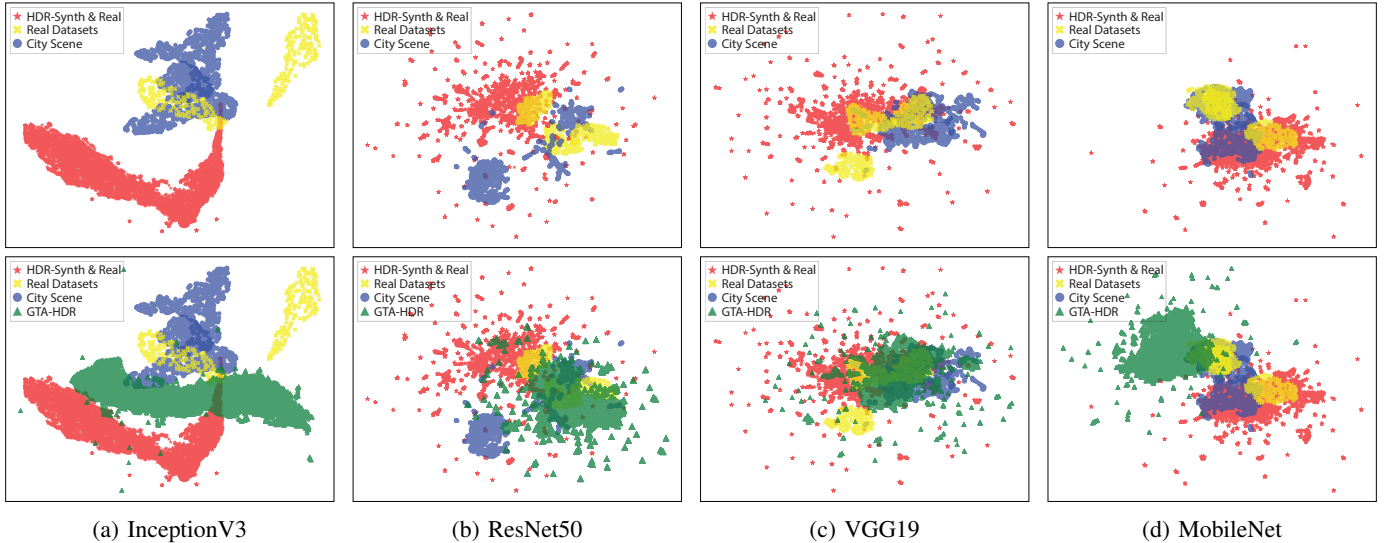 HDR-Synth & Real
Real Datasets
City Scene
HDR-Synth & Real
Real Datasets
City Scene
HDR-Synth & Real
Real Datasets
City Scene
HDR-Synth & Real
Real Datasets
City Scene
HDR-Synth & Real
Real Datasets
City Scene
GTA-HDR
HDR-Synth & Real
Real Datasets
City Scene
GTA-HDR
HDR-Synth & Real
Real Datasets
City Scene
GTA-HDR
HDR-Synth & Real
Real Datasets
City Scene
GTA-HDR
(a) InceptionV3
(b) ResNet50
(c) VGG19
(d) MobileNet